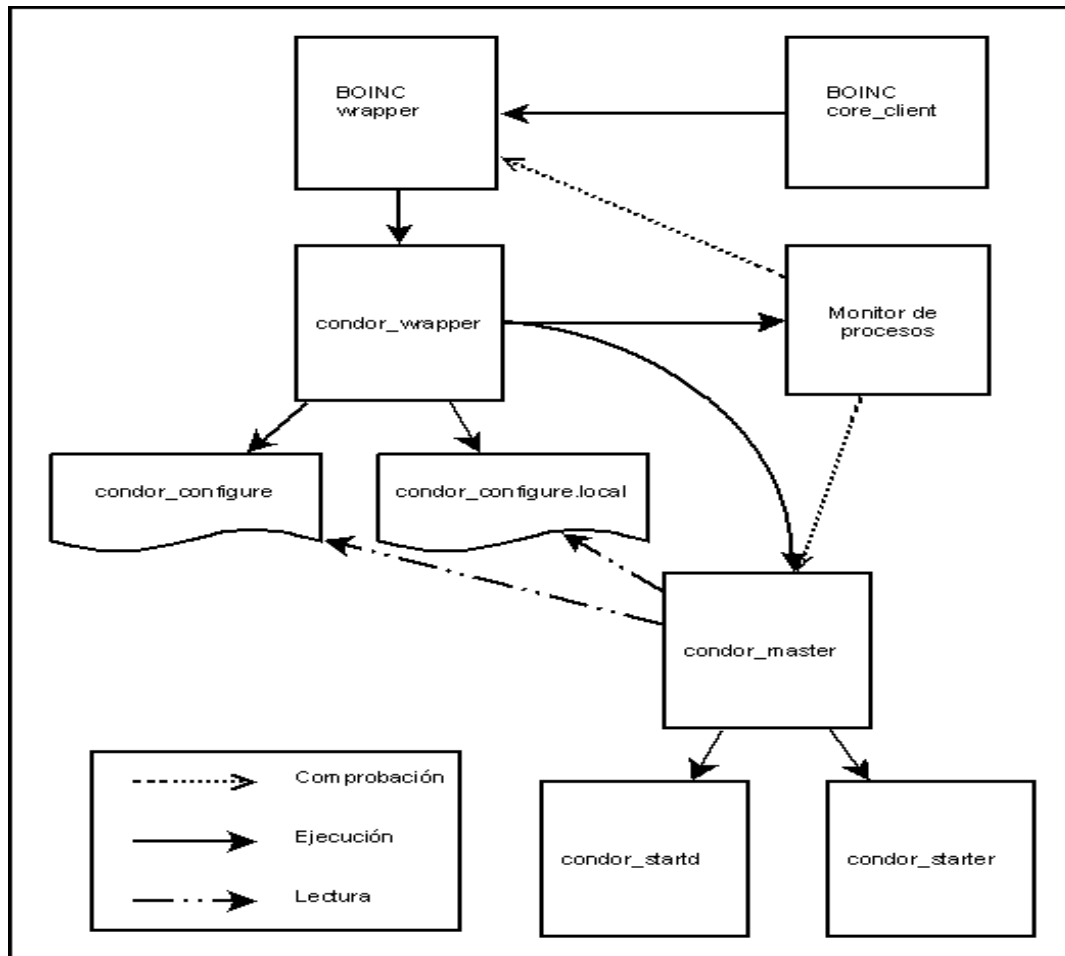 BOINC
wrapper
BOINC
core_client
condor_wrapper
Monitor de
procesos
condor_configure
condor_configure.local
condor_master
Comprobación
Ejecución
Lectura
condor_startd
condor_starter